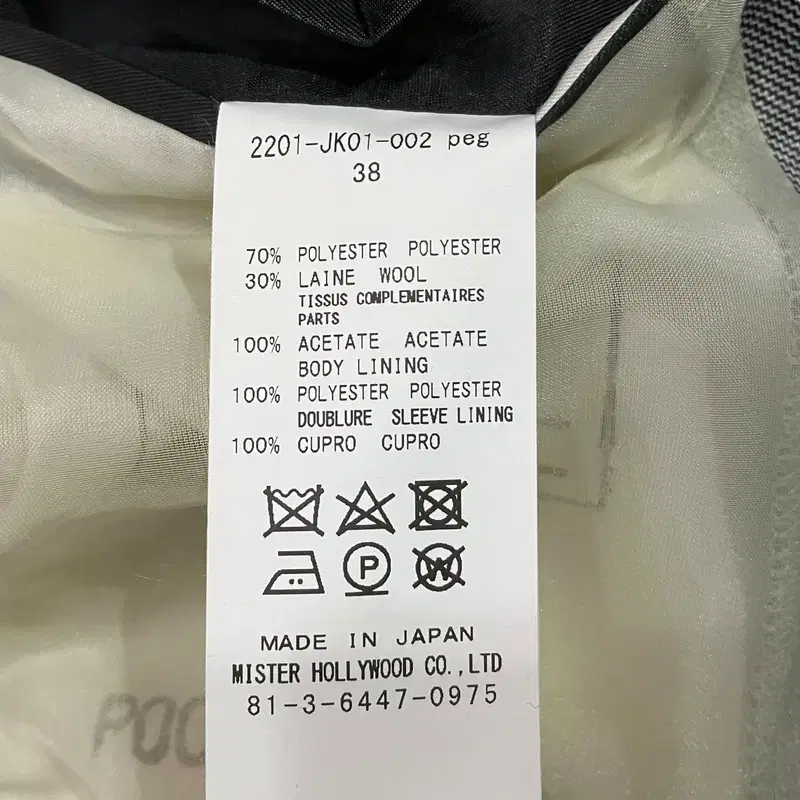 2201-JK01-002 peg
38
70% POLYESTER POLYESTER
30% LAINE WOOL
TISSUS COMPLEMENTAIRES
PARTS
100% ACETATE ACETATE
BODY LINING
100% POLYESTER POLYESTER
DOUBLURE SLEEVE LINING
100% CUPRO CUPRO
P W
MADE IN JAPAN
MISTER HOLLYWOOD CO.,LTD
81-3-6447-0975